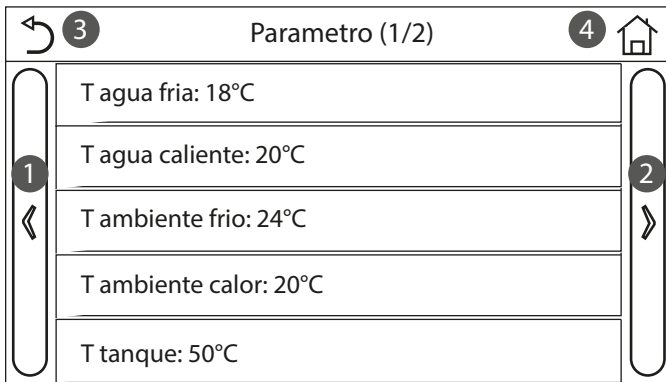 3 Parametro (1/2) 4
T agua fria: 18°C
T agua caliente: 20°C
1
2
T ambiente frio: 24°C
T ambiente calor: 20°C
T tanque: 50°C